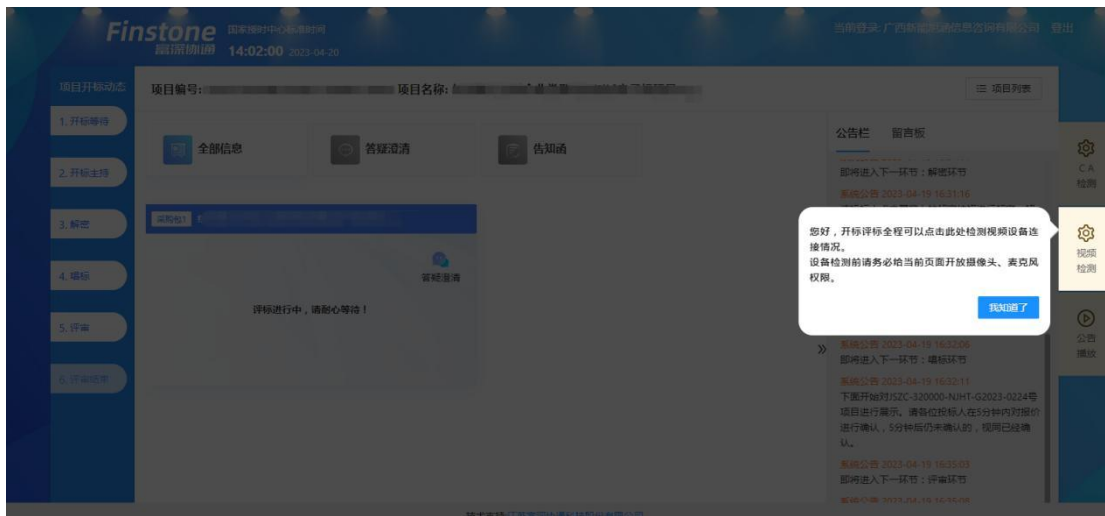 Finstone
富深协通
国家授时中心标准时间
14:02:00 2023-04-20
登出
项目开标动态
项目编号:
项目名称:
项目列表
1. 开标等待
2. 开标主持
3. 解密
4. 唱标
5. 评审
6. 评审结束
全部信息
答疑澄清
告知函
采购包1
答疑澄清
评标进行中，请耐心等待！
公告栏
留言板
即将进入下一环节：解密环节
系统公告 2023-04-19 16:31:16
您好，开标评标全程可以点击此处检测视频设备连
接情况。
设备检测前请务必给当前页面开放摄像头、麦克风
权限。
我知道了
系统公告 2023-04-19 16:32:06
即将进入下一环节：唱标环节
系统公告 2023-04-19 16:32:11
下面开始对JSZC-320000-NJHT-G2023-0224号
项目进行展示。请各位投标人在5分钟内对报价
进行确认，5分钟后仍未确认的，视同已经确
认。
系统公告 2023-04-19 16:35:03
即将进入下一环节：评审环节
CA
检测
视频
检测
公告
播放